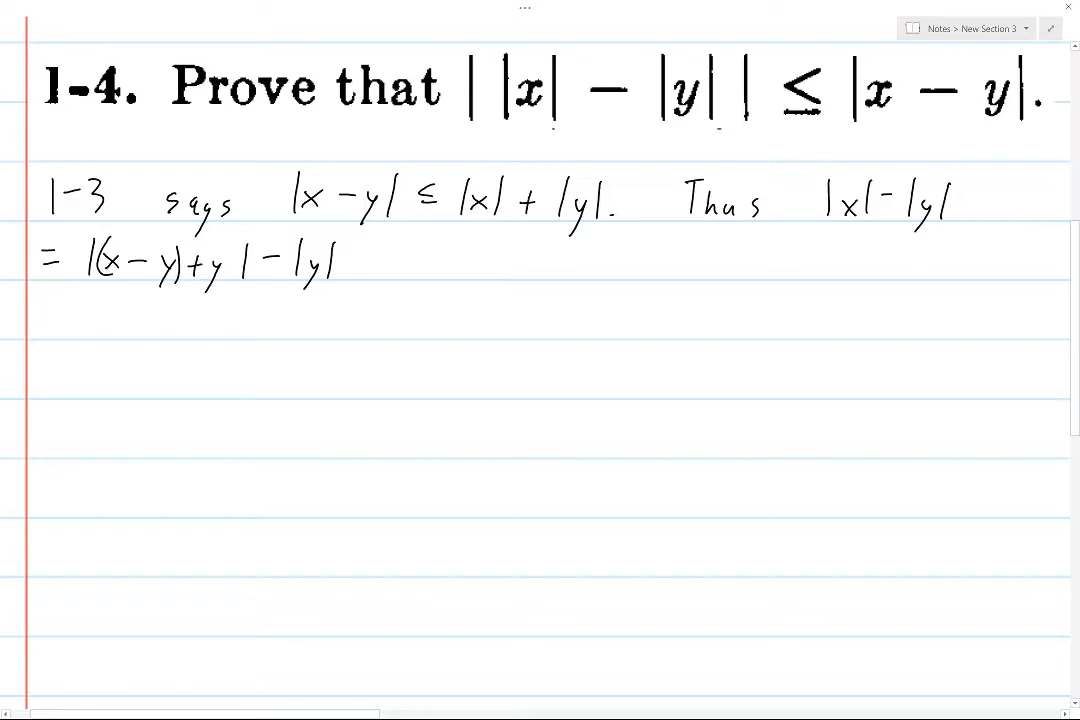 ...
Notes > New Section 3
1-4. Prove that | |x| − |y| | ≤ |x − y|.
1-3 says |x − y| ≤ |x| + |y|. Thus |x| − |y|
= |(x − y) + y| − |y|